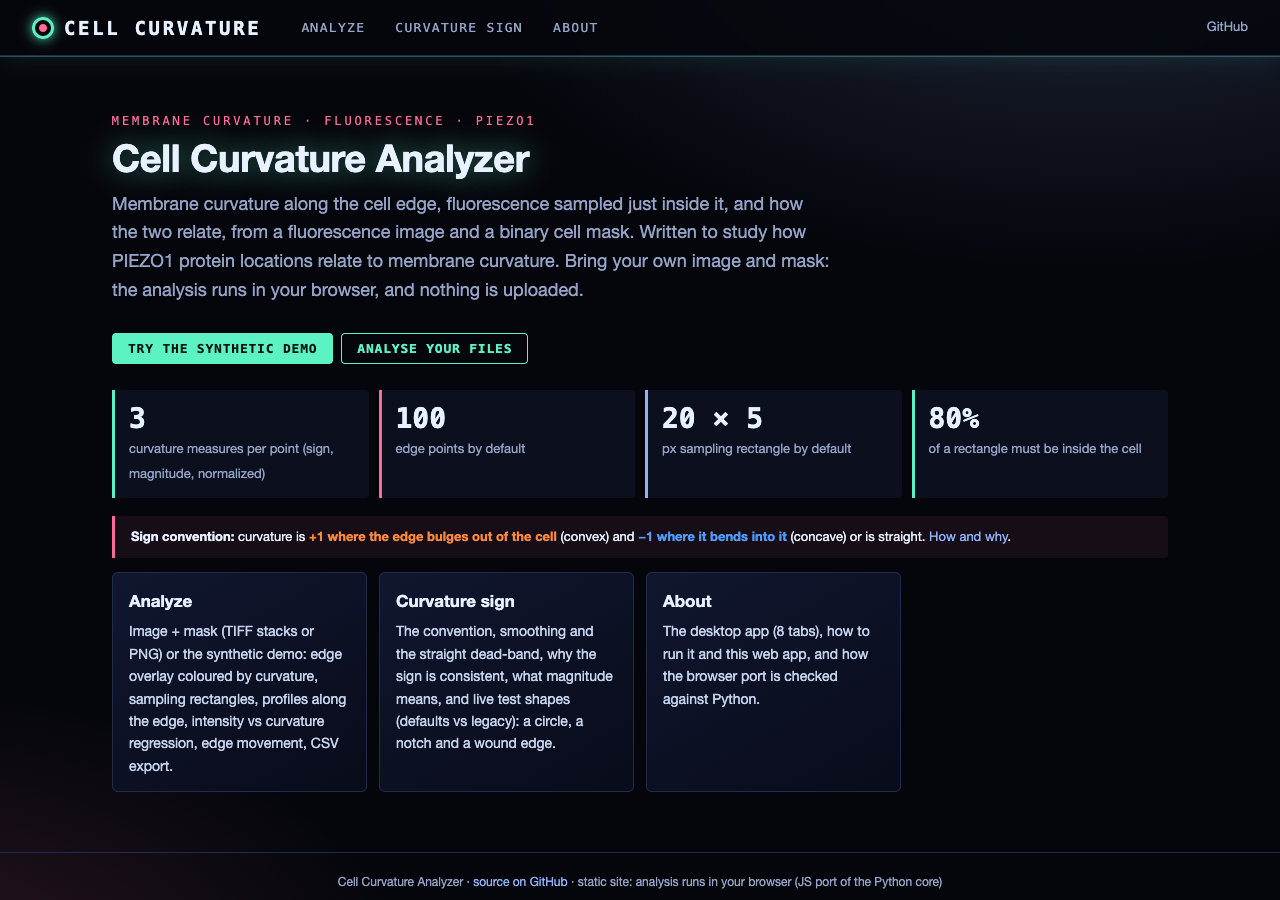 CELL CURVATURE
ANALYZE
CURVATURE SIGN
ABOUT
GitHub
MEMBRANE CURVATURE · FLUORESCENCE · PIEZO1
Cell Curvature Analyzer
Membrane curvature along the cell edge, fluorescence sampled just inside it, and how
the two relate, from a fluorescence image and a binary cell mask. Written to study how
PIEZO1 protein locations relate to membrane curvature. Bring your own image and mask:
the analysis runs in your browser, and nothing is uploaded.
TRY THE SYNTHETIC DEMO
ANALYSE YOUR FILES
3
curvature measures per point (sign,
magnitude, normalized)
100
edge points by default
20 × 5
px sampling rectangle by default
80%
of a rectangle must be inside the cell
Sign convention: curvature is +1 where the edge bulges out of the cell (convex) and −1 where it bends into it (concave) or is straight. How and why.
Analyze
Image + mask (TIFF stacks or
PNG) or the synthetic demo: edge
overlay coloured by curvature,
sampling rectangles, profiles along
the edge, intensity vs curvature
regression, edge movement, CSV
export.
Curvature sign
The convention, smoothing and
the straight dead-band, why the
sign is consistent, what magnitude
means, and live test shapes
(defaults vs legacy): a circle, a
notch and a wound edge.
About
The desktop app (8 tabs), how to
run it and this web app, and how
the browser port is checked
against Python.
Cell Curvature Analyzer · source on GitHub · static site: analysis runs in your browser (JS port of the Python core)